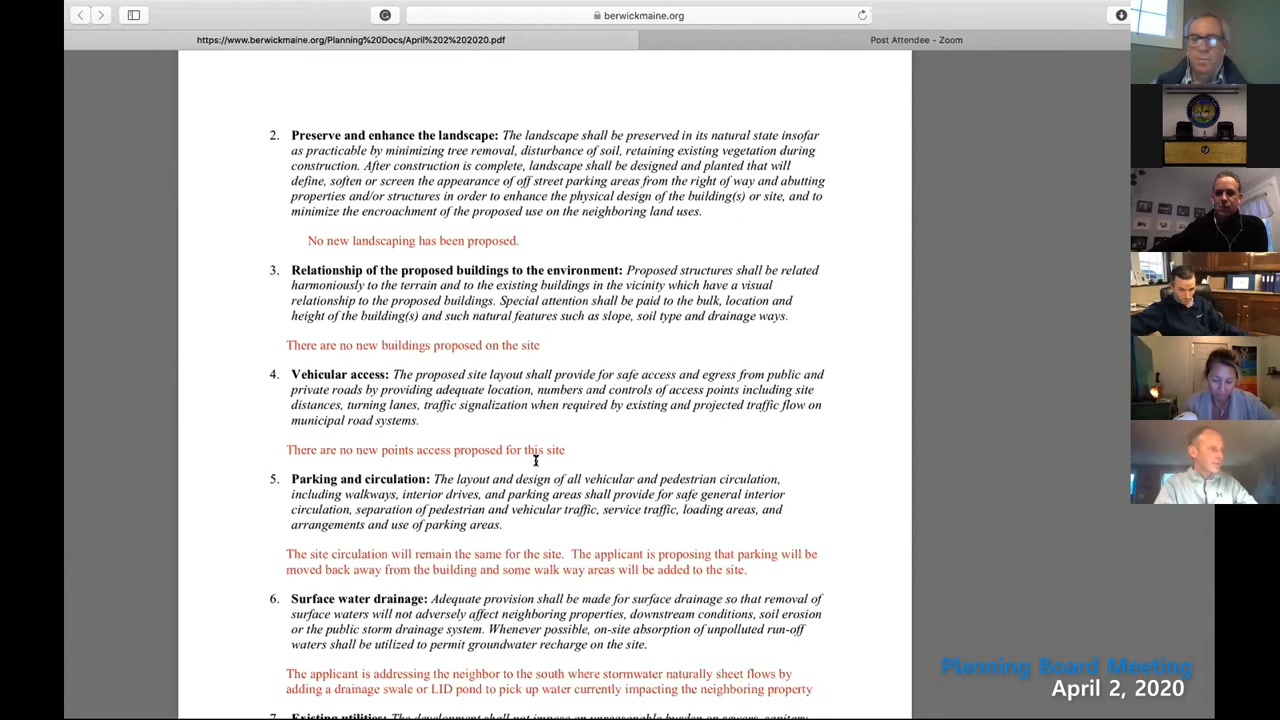 berwickmaine.org
https://www.berwickmaine.org/Planning%20Docs/April%202%202020.pdf
Post Attendee - Zoom
2. Preserve and enhance the landscape: The landscape shall be preserved in its natural state insofar
as practicable by minimizing tree removal, disturbance of soil, retaining existing vegetation during
construction. After construction is complete, landscape shall be designed and planted that will
define, soften or screen the appearance of off street parking areas from the right of way and abutting
properties and/or structures in order to enhance the physical design of the building(s) or site, and to
minimize the encroachment of the proposed use on the neighboring land uses.
No new landscaping has been proposed.
3. Relationship of the proposed buildings to the environment: Proposed structures shall be related
harmoniously to the terrain and to the existing buildings in the vicinity which have a visual
relationship to the proposed buildings. Special attention shall be paid to the bulk, location and
height of the building(s) and such natural features such as slope, soil type and drainage ways.
There are no new buildings proposed on the site
4. Vehicular access: The proposed site layout shall provide for safe access and egress from public and
private roads by providing adequate location, numbers and controls of access points including site
distances, turning lanes, traffic signalization when required by existing and projected traffic flow on
municipal road systems.
There are no new points access proposed for this site
5. Parking and circulation: The layout and design of all vehicular and pedestrian circulation,
including walkways, interior drives, and parking areas shall provide for safe general interior
circulation, separation of pedestrian and vehicular traffic, service traffic, loading areas, and
arrangements and use of parking areas.
The site circulation will remain the same for the site. The applicant is proposing that parking will be
moved back away from the building and some walk way areas will be added to the site.
6. Surface water drainage: Adequate provision shall be made for surface drainage so that removal of
surface waters will not adversely affect neighboring properties, downstream conditions, soil erosion
or the public storm drainage system. Whenever possible, on-site absorption of unpolluted run-off
waters shall be utilized to permit groundwater recharge on the site.
The applicant is addressing the neighbor to the south where stormwater naturally sheet flows by
adding a drainage swale or LID pond to pick up water currently impacting the neighboring property
7. Existing utilities: The development shall not impose an unreasonable burden on sewers, sanitary
Planning Board Meeting
April 2, 2020